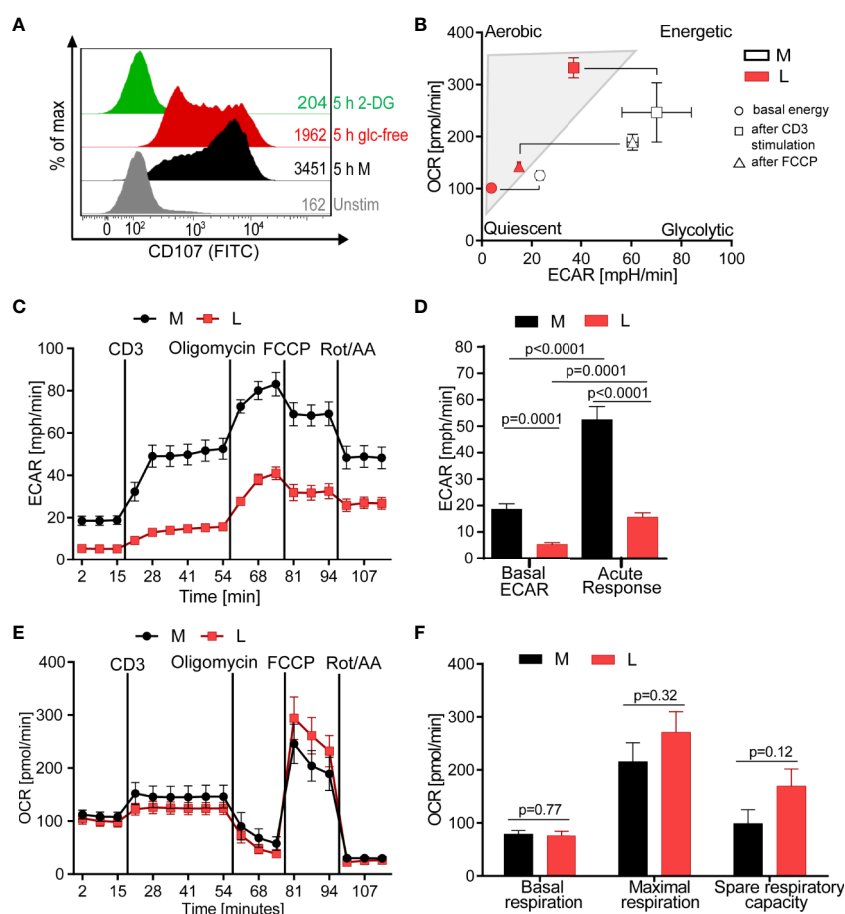 A
% of max
204 5 h 2-DG
1962 5 h glc-free
3451 5 h M
162 Unstim
0 10² 10³ 10⁴
CD107 (FITC)
B
Aerobic Energetic
M
L
basal energy
after CD3
stimulation
after FCCP
OCR [pmol/min]
400
300
200
100
0
Quiescent Glycolytic
0 20 40 60 80 100
ECAR [mpH/min]
C
M L
CD3 Oligomycin FCCP Rot/AA
ECAR [mph/min]
100
80
60
40
20
0
2 15 28 41 54 68 81 94 107
Time [min]
D
M L
p<0.0001
p=0.0001
p<0.0001
p=0.0001
ECAR [mph/min]
80
70
60
50
40
30
20
10
0
Basal
ECAR
Acute
Response
E
M L
CD3 Oligomycin FCCP Rot/AA
OCR [pmol/min]
400
300
200
100
0
2 15 28 41 54 68 81 94 107
Time [minutes]
F
M L
p=0.32
p=0.12
p=0.77
OCR [pmol/min]
400
300
200
100
0
Basal
respiration
Maximal
respiration
Spare respiratory
capacity